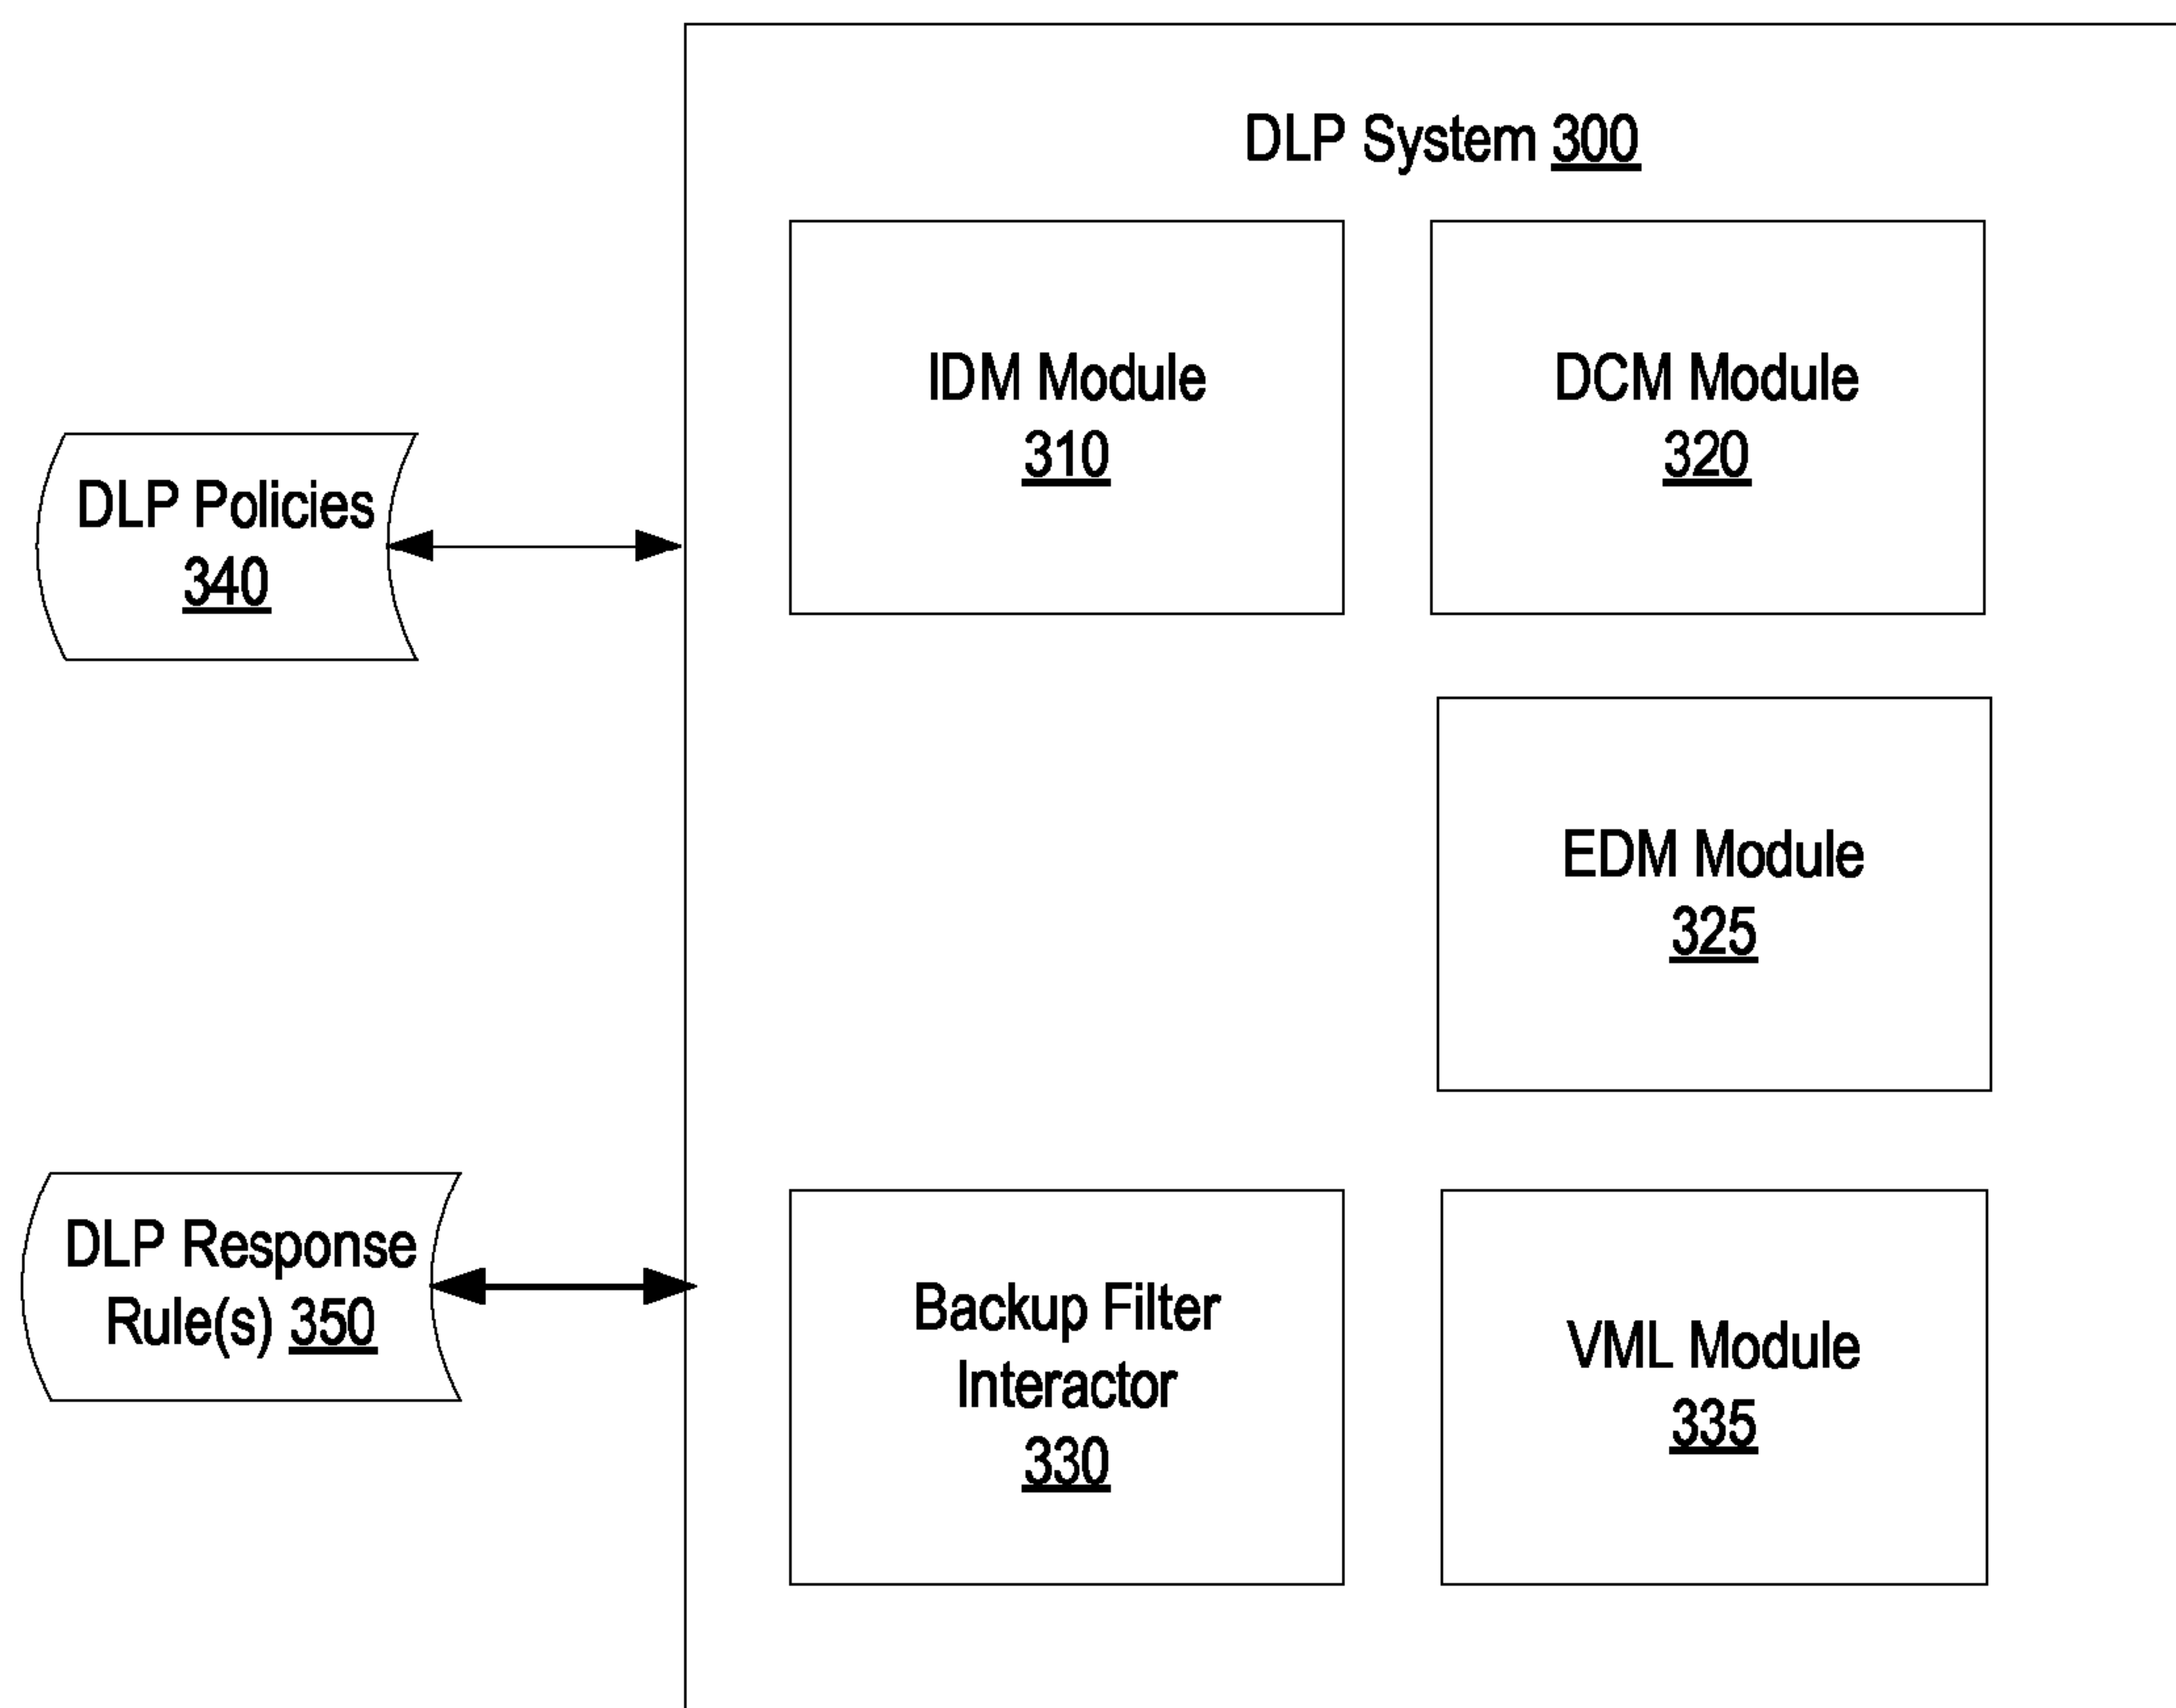 DLP System 300
IDM Module
310
DCM Module
320
DLP Policies
340
EDM Module
325
DLP Response
Rule(s) 350
Backup Filter
Interactor
330
VML Module
335